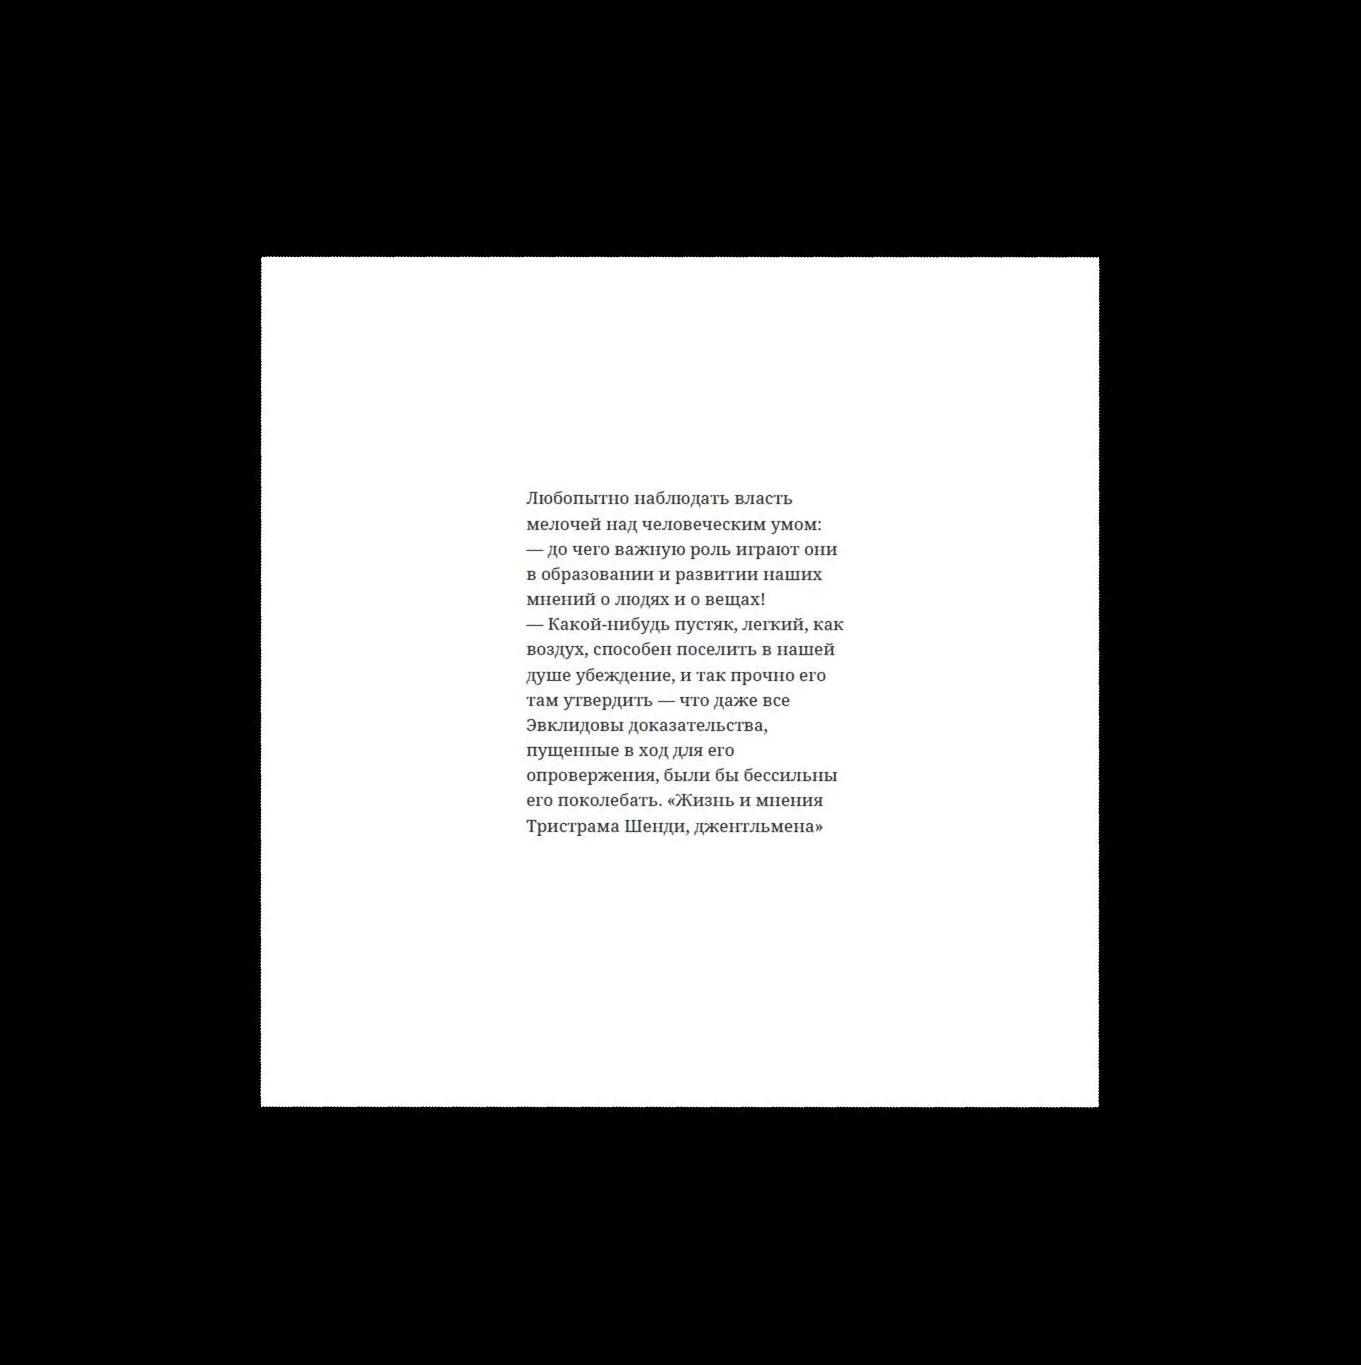 Любопытно наблюдать власть
мелочей над человеческим умом:
— до чего важную роль играют они
в образовании и развитии наших
мнений о людях и о вещах!
— Какой-нибудь пустяк, легкий, как
воздух, способен поселить в нашей
душе убеждение, и так прочно его
там утвердить — что даже все
Эвклидовы доказательства,
пущенные в ход для его
опровержения, были бы бессильны
его поколебать. «Жизнь и мнения
Тристрама Шенди, джентльмена»